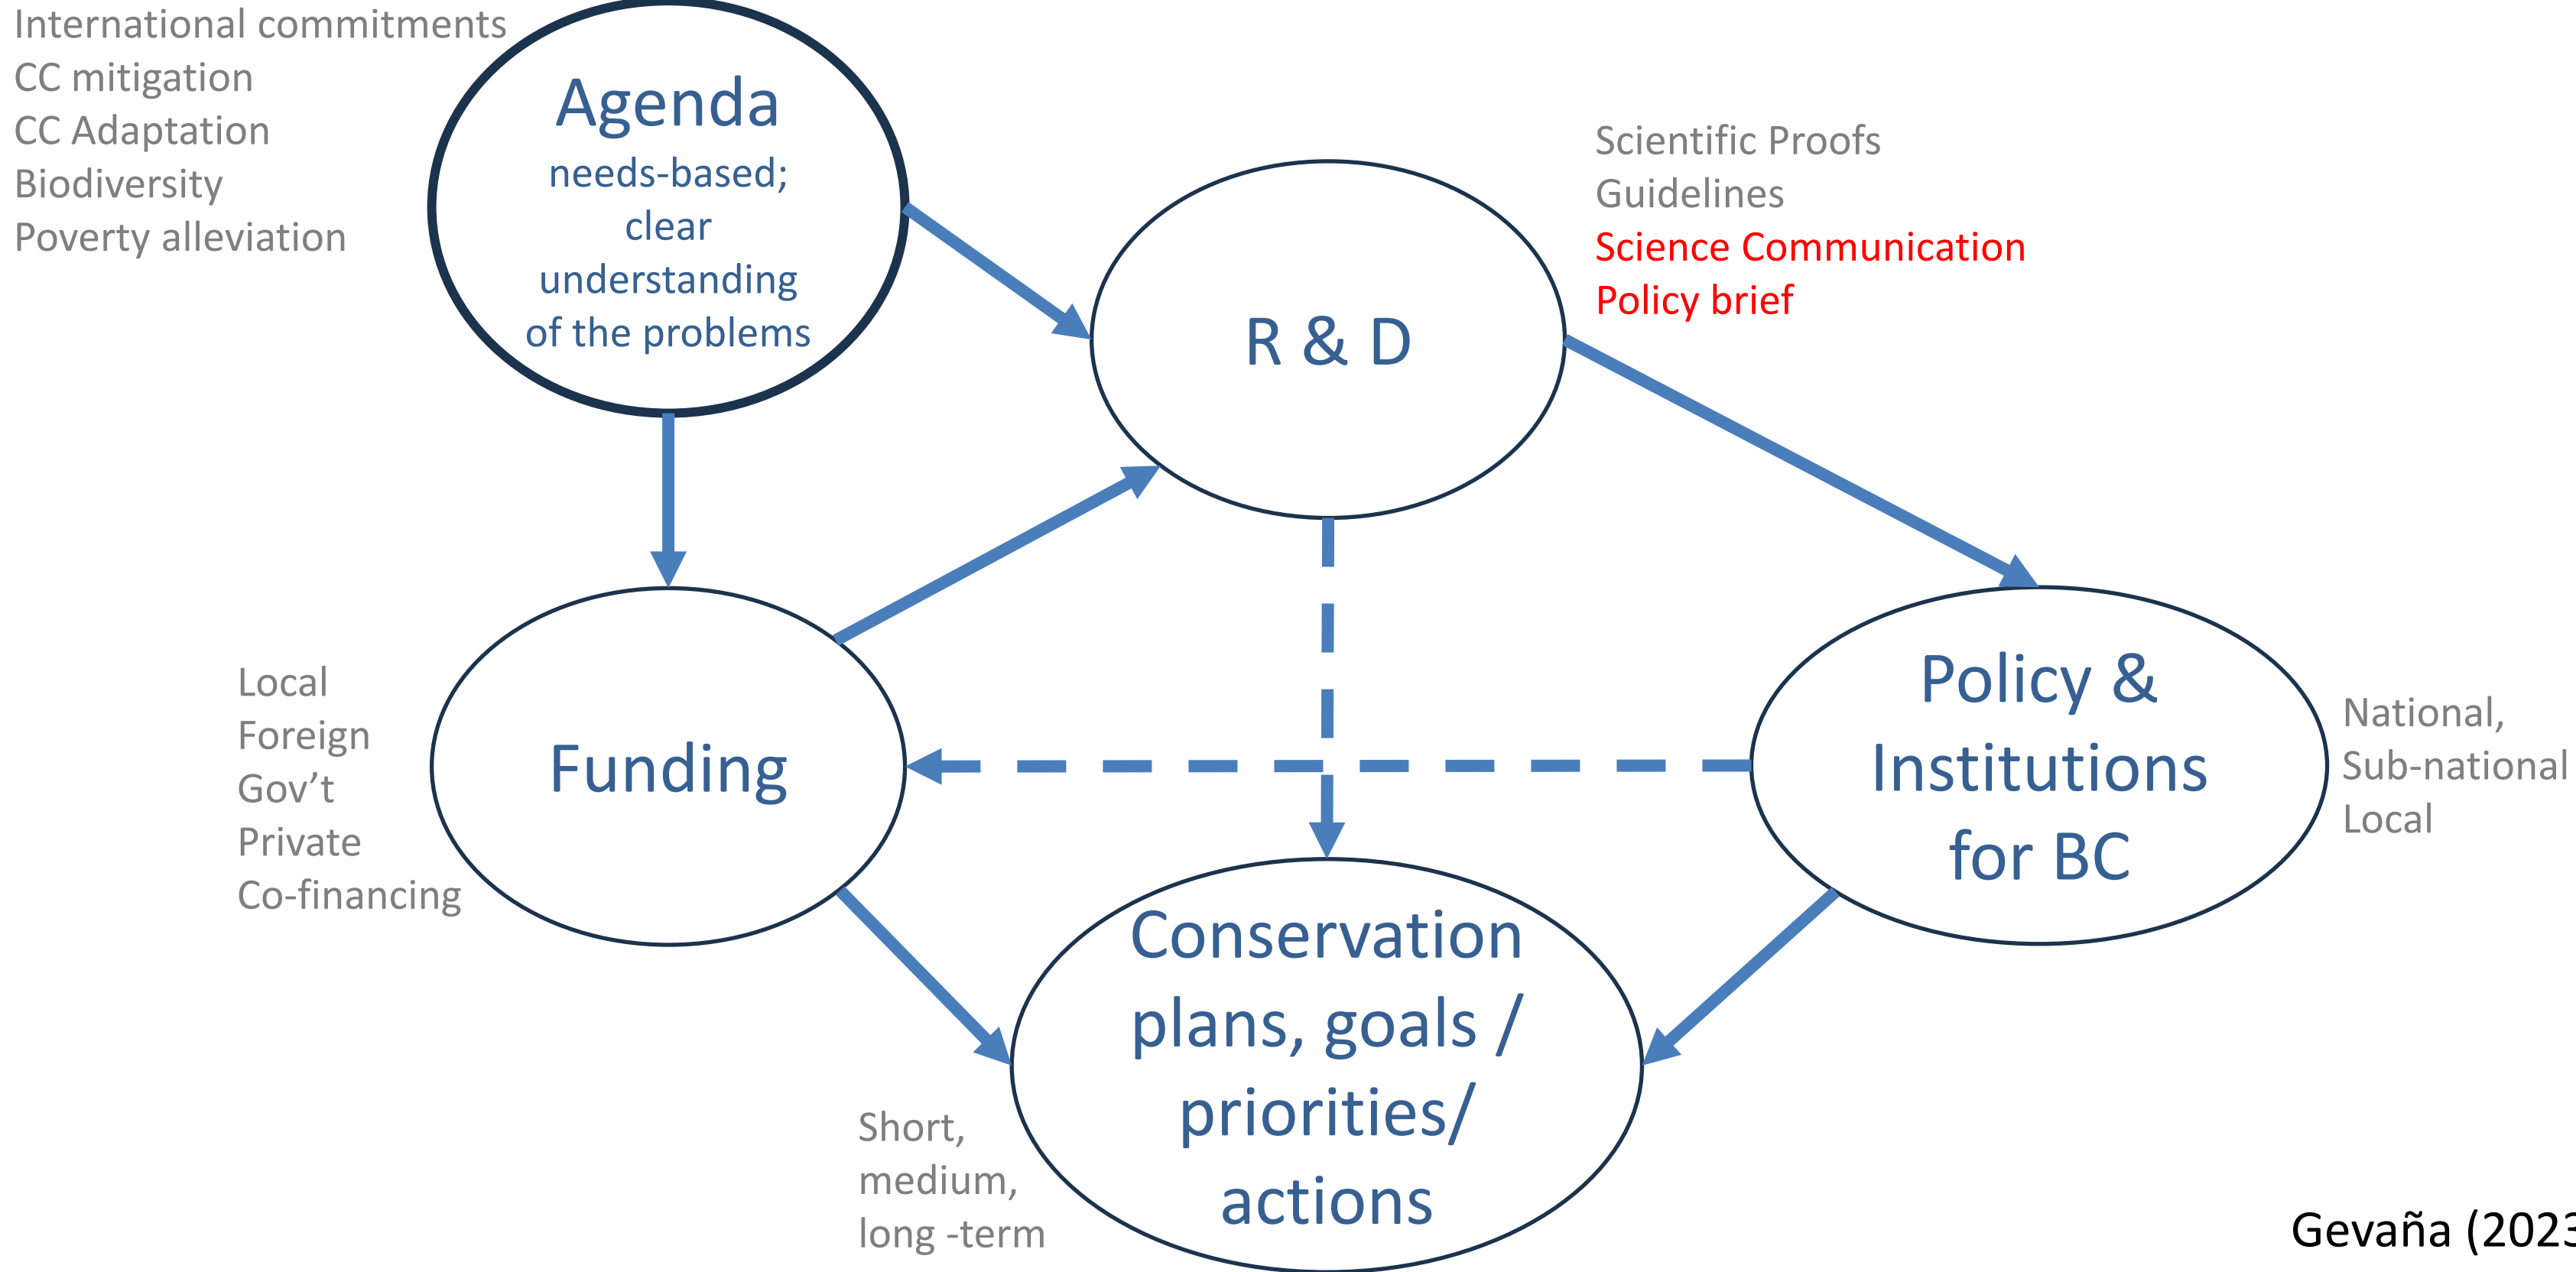 International commitments
CC mitigation
CC Adaptation
Biodiversity
Poverty alleviation
Agenda
needs-based;
clear
understanding
of the problems
R & D
Scientific Proofs
Guidelines
Science Communication
Policy brief
Local
Foreign
Gov’t
Private
Co-financing
Funding
Policy &
Institutions
for BC
National,
Sub-national
Local
Conservation
plans, goals /
priorities/
actions
Short,
medium,
long -term
Gevaña (2023